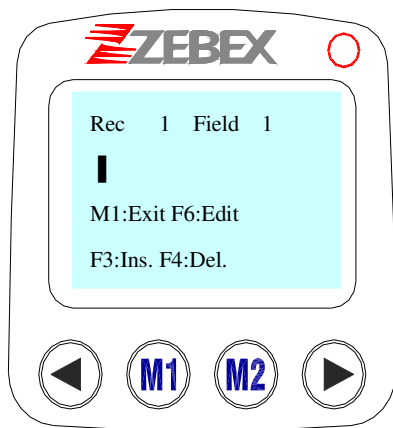 ZEBEX
Rec 1 Field 1
M1:Exit F6:Edit
F3:Ins. F4:Del.
M1 M2